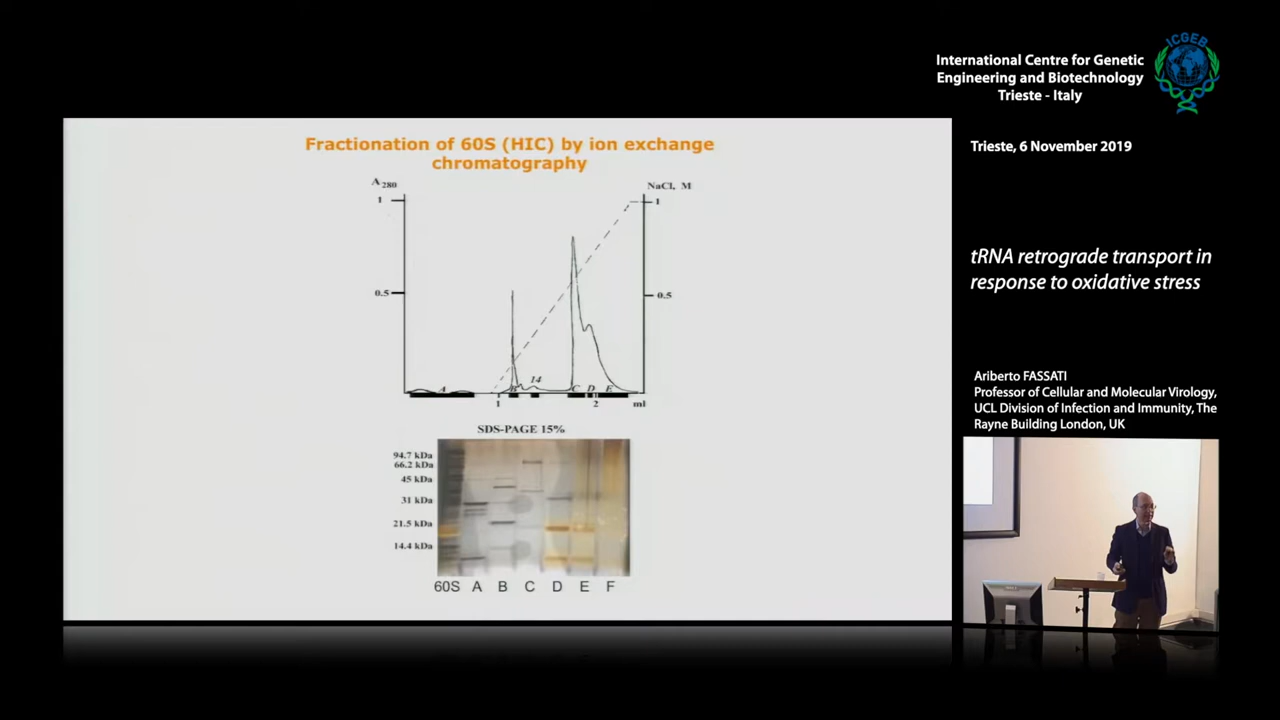 International Centre for Genetic
Engineering and Biotechnology
Trieste - Italy
ICGEB
Trieste, 6 November 2019
tRNA retrograde transport in
response to oxidative stress
Ariberto FASSATI
Professor of Cellular and Molecular Virology,
UCL Division of Infection and Immunity, The
Rayne Building London, UK
Fractionation of 60S (HIC) by ion exchange
chromatography
A280 NaCl, M
1 1
0.5 0.5
A B 14 C D E
1 2 ml
SDS-PAGE 15%
94.7 kDa
66.2 kDa
45 kDa
31 kDa
21.5 kDa
14.4 kDa
60S A B C D E F